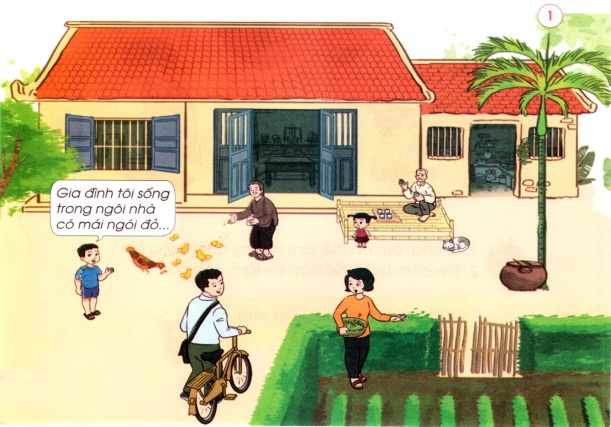 1
Gia đình tôi sống
trong ngôi nhà
có mái ngói đỏ...